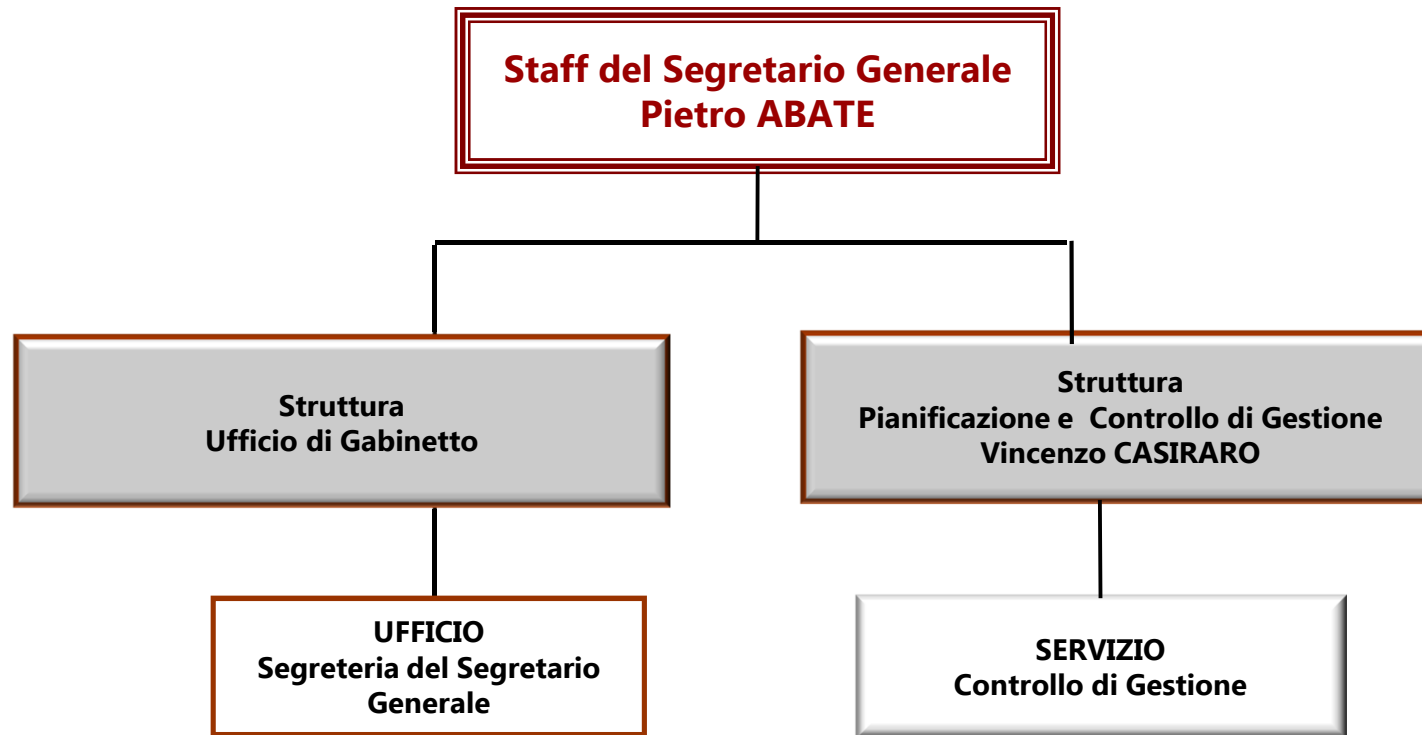 Staff del Segretario Generale
Pietro ABATE
Struttura
Ufficio di Gabinetto
Struttura
Pianificazione e  Controllo di Gestione
Vincenzo CASIRARO
UFFICIO
Segreteria del Segretario
Generale
SERVIZIO
Controllo di Gestione